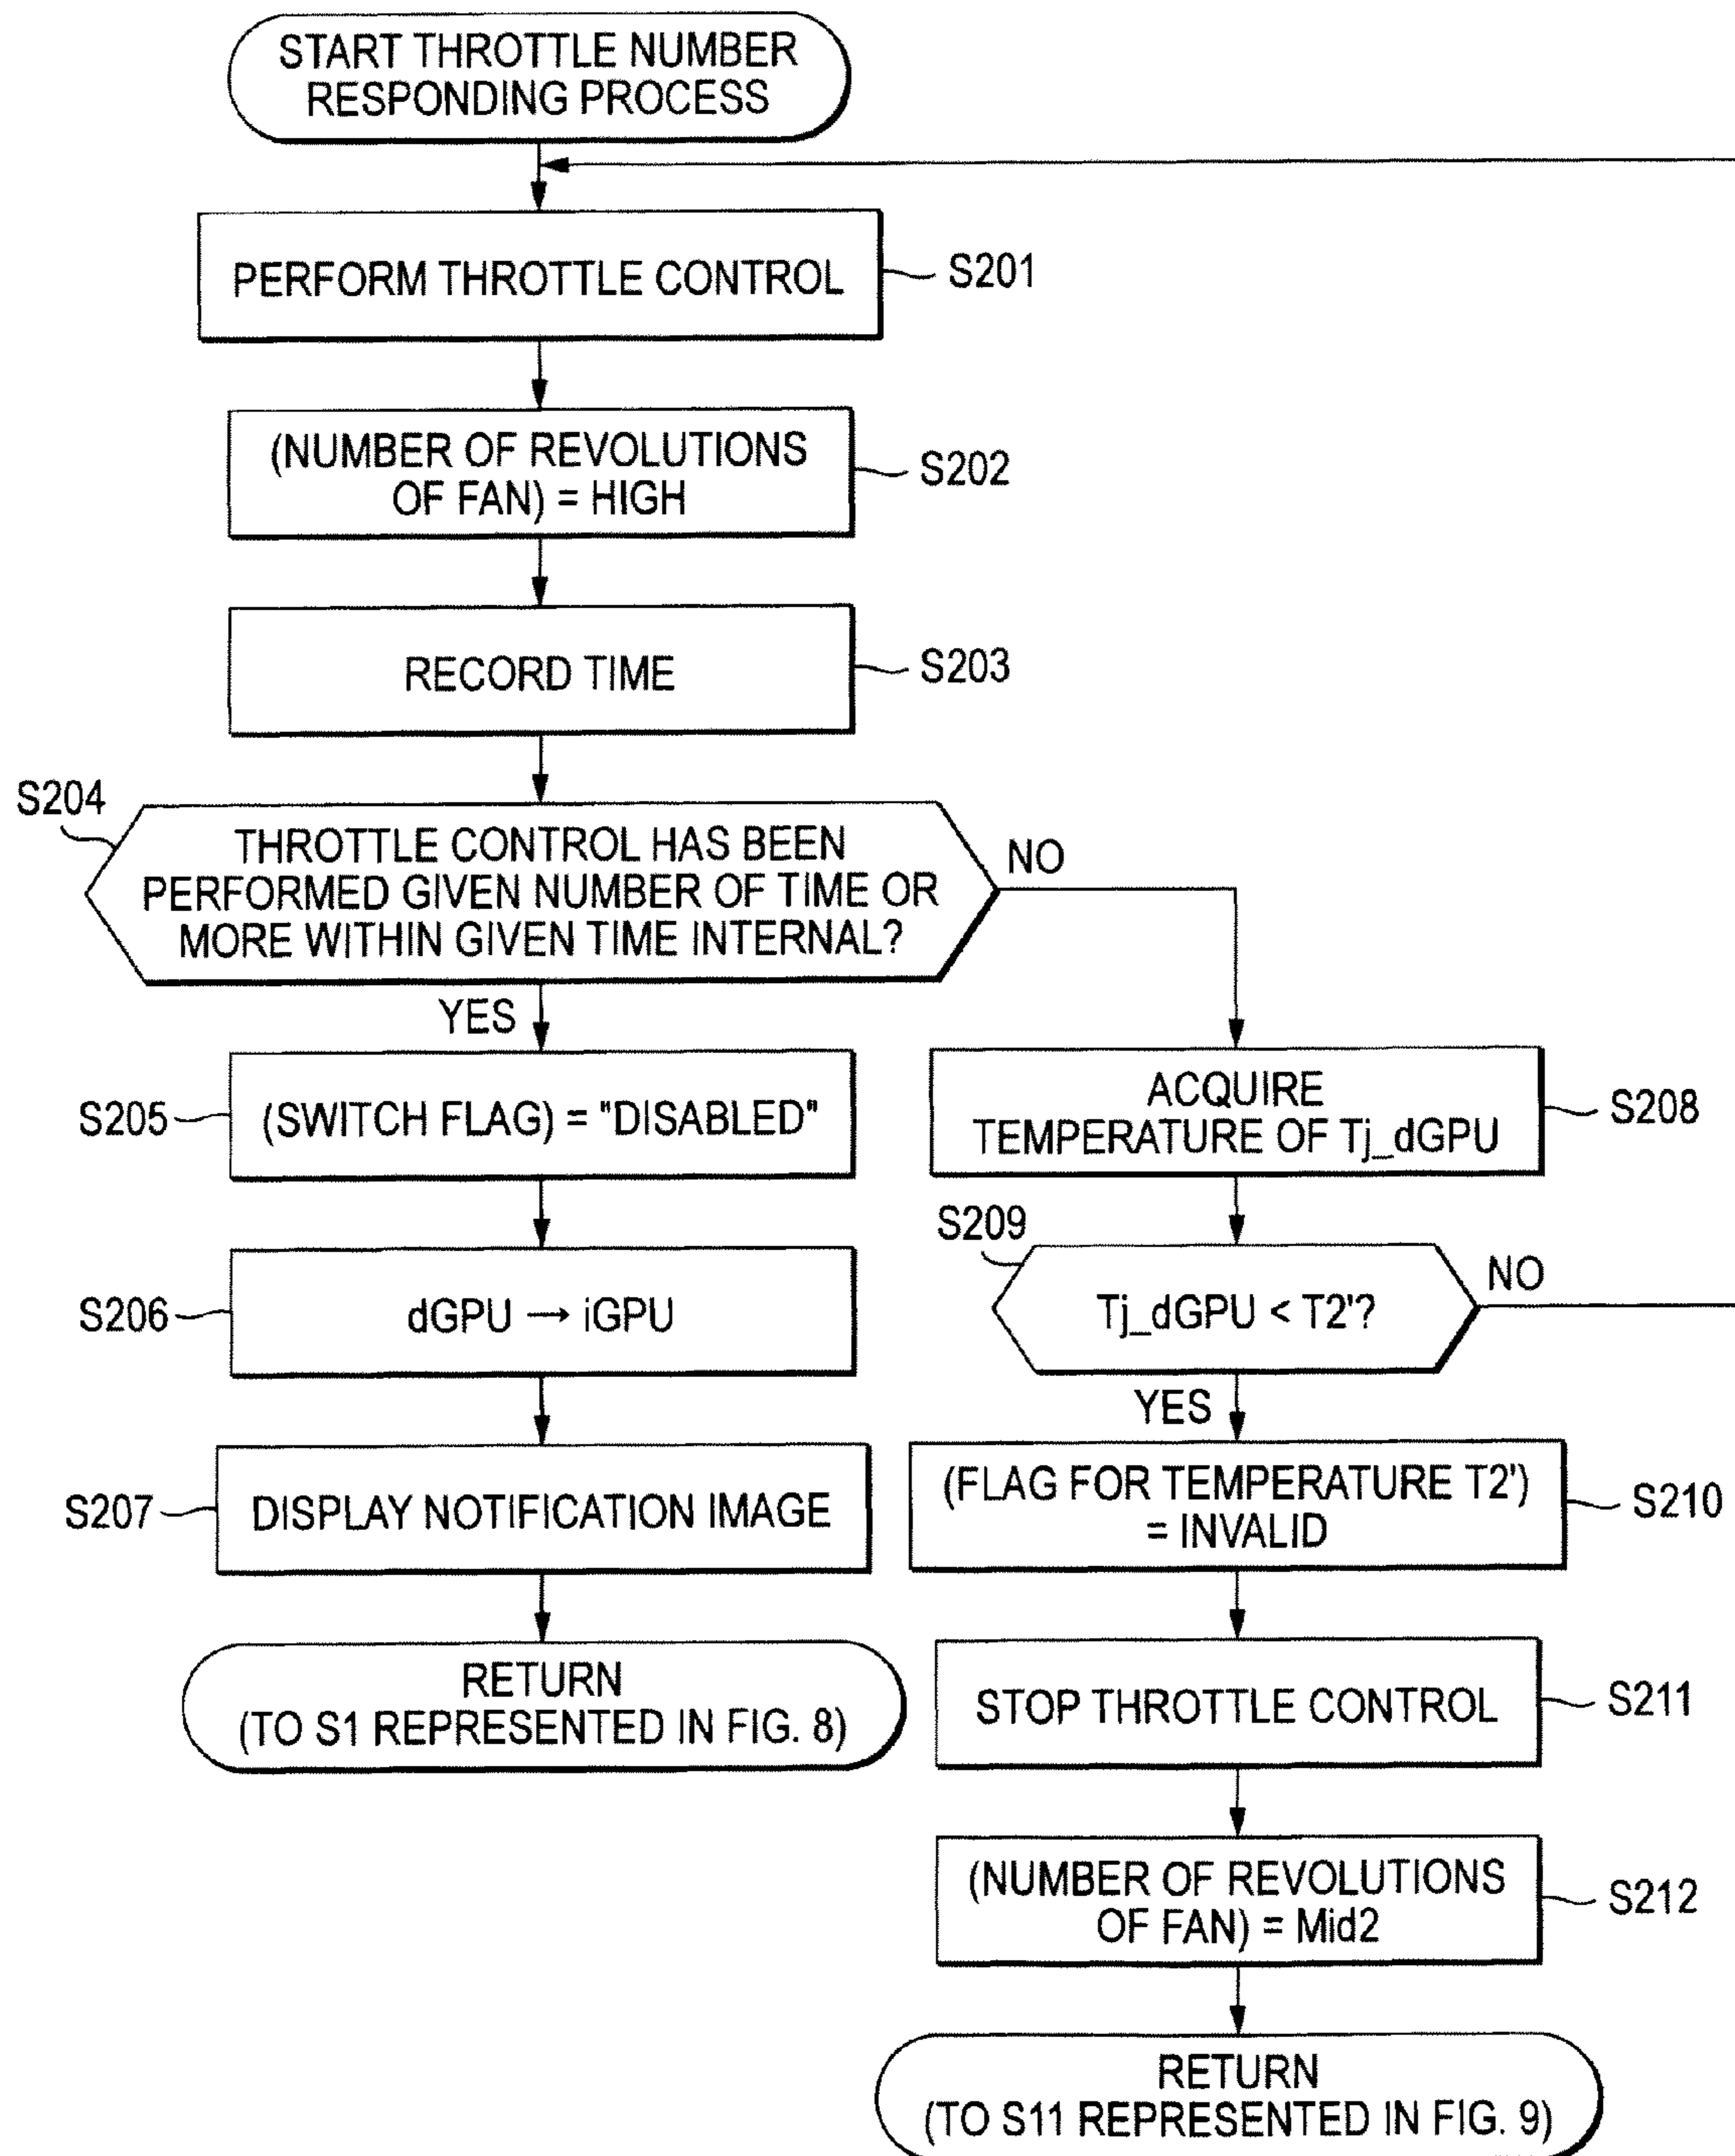 START THROTTLE NUMBER
RESPONDING PROCESS
PERFORM THROTTLE CONTROL
S201
(NUMBER OF REVOLUTIONS
OF FAN) = HIGH
S202
RECORD TIME
S203
S204
THROTTLE CONTROL HAS BEEN
PERFORMED GIVEN NUMBER OF TIME OR
MORE WITHIN GIVEN TIME INTERNAL?
NO
YES
S205
(SWITCH FLAG) = "DISABLED"
S206
dGPU → iGPU
S207
DISPLAY NOTIFICATION IMAGE
RETURN
(TO S1 REPRESENTED IN FIG. 8)
ACQUIRE
TEMPERATURE OF Tj_dGPU
S208
S209
Tj_dGPU < T2'?
NO
YES
(FLAG FOR TEMPERATURE T2')
= INVALID
S210
STOP THROTTLE CONTROL
S211
(NUMBER OF REVOLUTIONS
OF FAN) = Mid2
S212
RETURN
(TO S11 REPRESENTED IN FIG. 9)